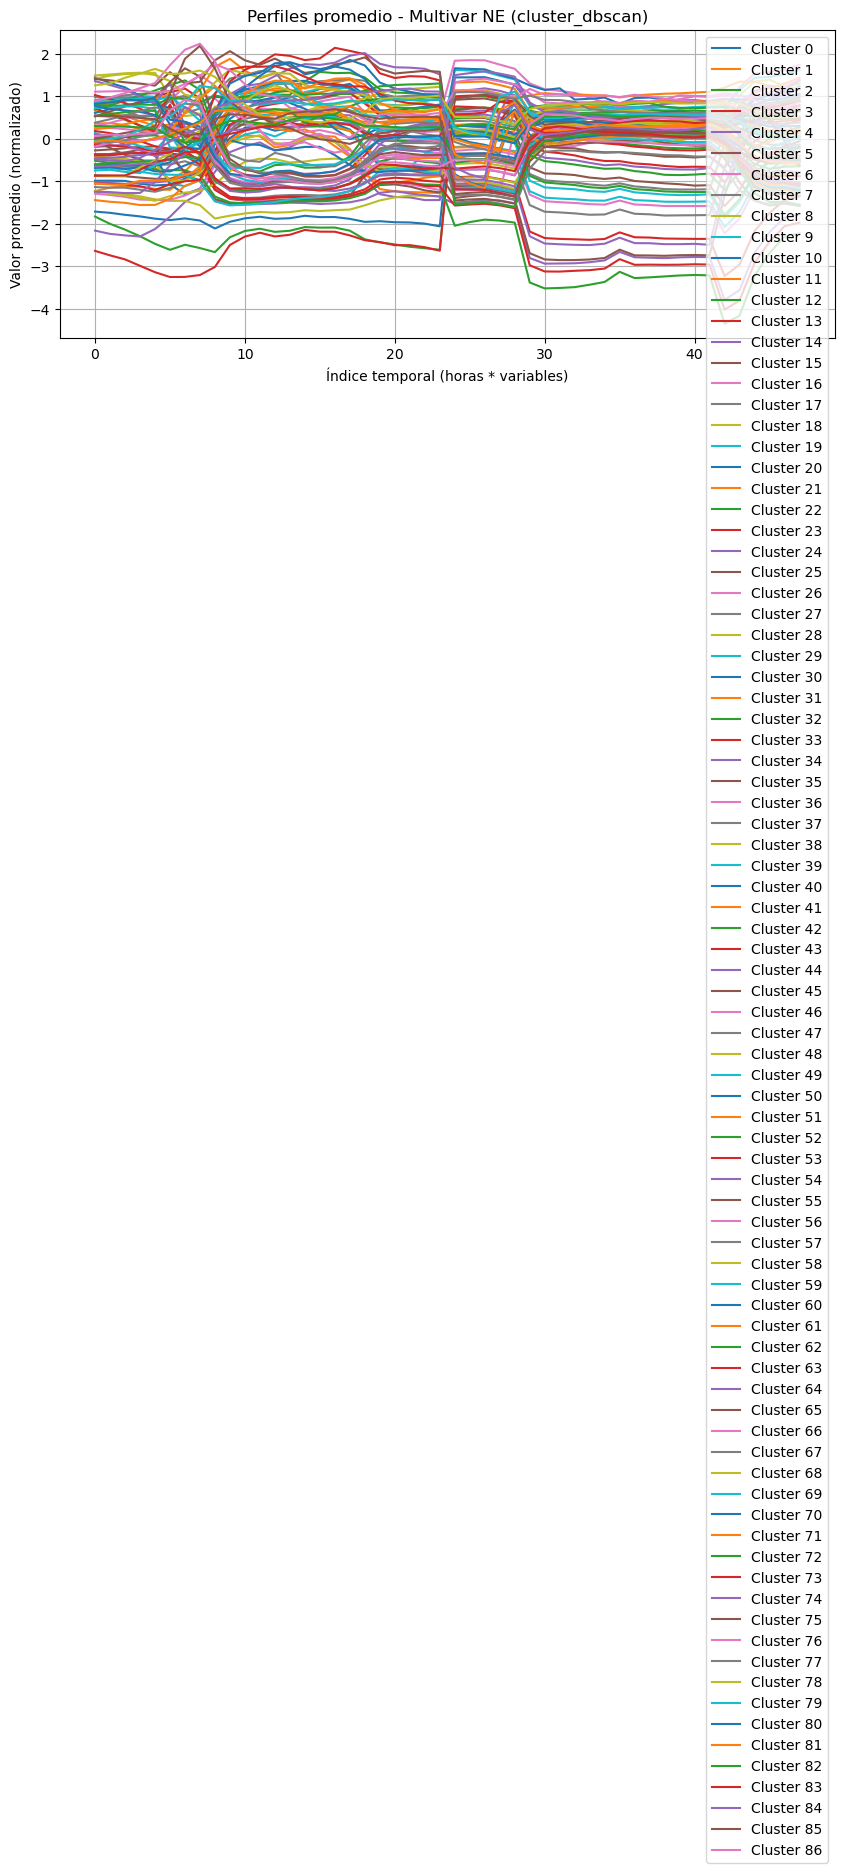 Perfiles promedio - Multivar NE (cluster_dbscan)
Valor promedio (normalizado)
2
1
0
−1
−2
−3
−4
0
10
20
30
40
Índice temporal (horas * variables)
Cluster 0
Cluster 1
Cluster 2
Cluster 3
Cluster 4
Cluster 5
Cluster 6
Cluster 7
Cluster 8
Cluster 9
Cluster 10
Cluster 11
Cluster 12
Cluster 13
Cluster 14
Cluster 15
Cluster 16
Cluster 17
Cluster 18
Cluster 19
Cluster 20
Cluster 21
Cluster 22
Cluster 23
Cluster 24
Cluster 25
Cluster 26
Cluster 27
Cluster 28
Cluster 29
Cluster 30
Cluster 31
Cluster 32
Cluster 33
Cluster 34
Cluster 35
Cluster 36
Cluster 37
Cluster 38
Cluster 39
Cluster 40
Cluster 41
Cluster 42
Cluster 43
Cluster 44
Cluster 45
Cluster 46
Cluster 47
Cluster 48
Cluster 49
Cluster 50
Cluster 51
Cluster 52
Cluster 53
Cluster 54
Cluster 55
Cluster 56
Cluster 57
Cluster 58
Cluster 59
Cluster 60
Cluster 61
Cluster 62
Cluster 63
Cluster 64
Cluster 65
Cluster 66
Cluster 67
Cluster 68
Cluster 69
Cluster 70
Cluster 71
Cluster 72
Cluster 73
Cluster 74
Cluster 75
Cluster 76
Cluster 77
Cluster 78
Cluster 79
Cluster 80
Cluster 81
Cluster 82
Cluster 83
Cluster 84
Cluster 85
Cluster 86